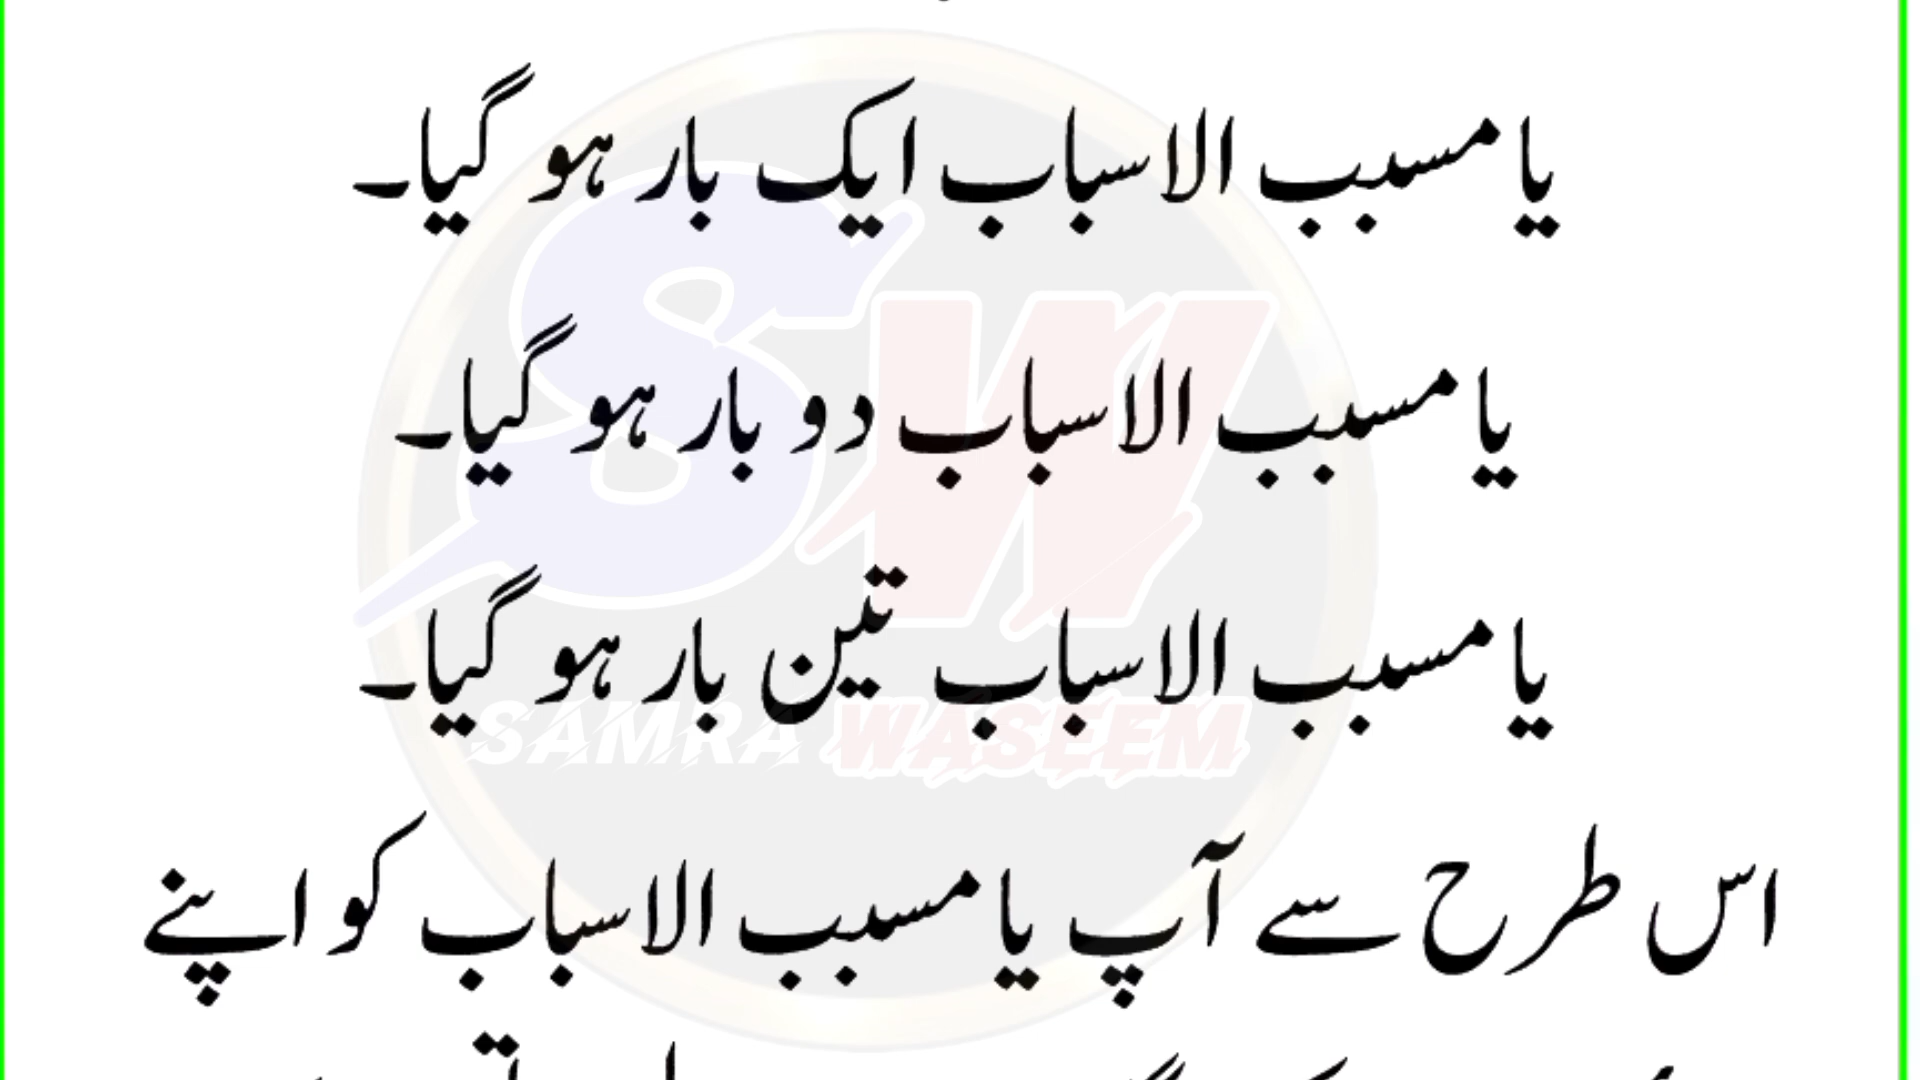 یا مسبب الاسباب ایک بار ہو گیا۔
یا مسبب الاسباب دو بار ہو گیا۔
یا مسبب الاسباب تین بار ہو گیا۔
اس طرح سے آپ یا مسبب الاسباب کو اپنے
SW
SAMRA WASEEM